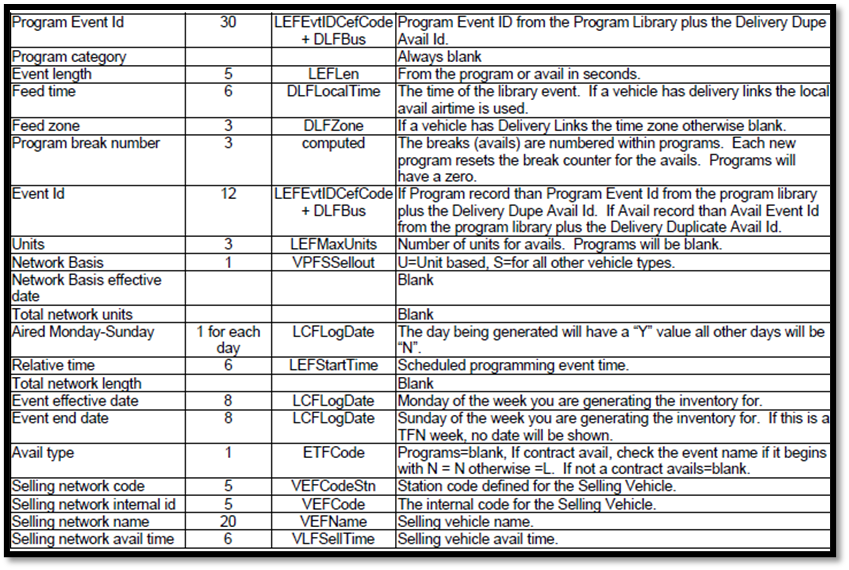 Program Event Id 30 LEFEvtIDCefCode Program Event ID from the Program Library plus the Delivery Dupe
+ DLFBus Avail Id.
Program category Always blank
Event length 5 LEFLen From the program or avail in seconds.
Feed time 6 DLFLocalTime The time of the library event. If a vehicle has delivery links the local
avail airtime is used.
Feed zone 3 DLFZone If a vehicle has Delivery Links the time zone otherwise blank.
Program break number 3 computed The breaks (avails) are numbered within programs. Each new
program resets the break counter for the avails. Programs will
have a zero.
Event Id 12 LEFEvtIDCefCode If Program record than Program Event Id from the program library
+ DLFBus plus the Delivery Dupe Avail Id. If Avail record than Avail Event Id
from the program library plus the Delivery Duplicate Avail Id.
Units 3 LEFMaxUnits Number of units for avails. Programs will be blank.
Network Basis 1 VPFSSellout U=Unit based, S=for all other vehicle types.
Network Basis effective Blank
date
Total network units Blank
Aired Monday-Sunday 1 for each LCFLogDate The day being generated will have a “Y” value all other days will be
day “N”.
Relative time 6 LEFStartTime Scheduled programming event time.
Total network length Blank
Event effective date 8 LCFLogDate Monday of the week you are generating the inventory for.
Event end date 8 LCFLogDate Sunday of the week you are generating the inventory for. If this is a
TFN week, no date will be shown.
Avail type 1 ETFCode Programs=blank, If contract avail, check the event name if it begins
with N = N otherwise =L. If not a contract avails=blank.
Selling network code 5 VEFCodeStn Station code defined for the Selling Vehicle.
Selling network internal id 5 VEFCode The internal code for the Selling Vehicle.
Selling network name 20 VEFName Selling vehicle name.
Selling network avail time 6 VLFSellTime Selling vehicle avail time.